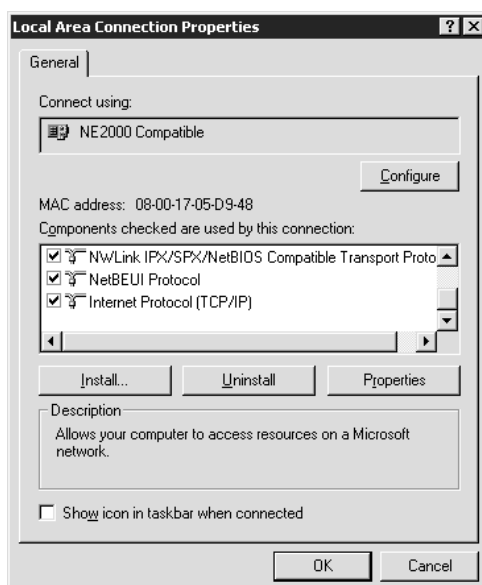 Local Area Connection Properties
General
Connect using:
NE2000 Compatible
Configure
MAC address: 08-00-17-05-D9-48
Components checked are used by this connection:
NWLink IPX/SPX/NetBIOS Compatible Transport Proto
NetBEUI Protocol
Internet Protocol (TCP/IP)
Install... Uninstall Properties
Description
Allows your computer to access resources on a Microsoft
network.
Show icon in taskbar when connected
OK Cancel